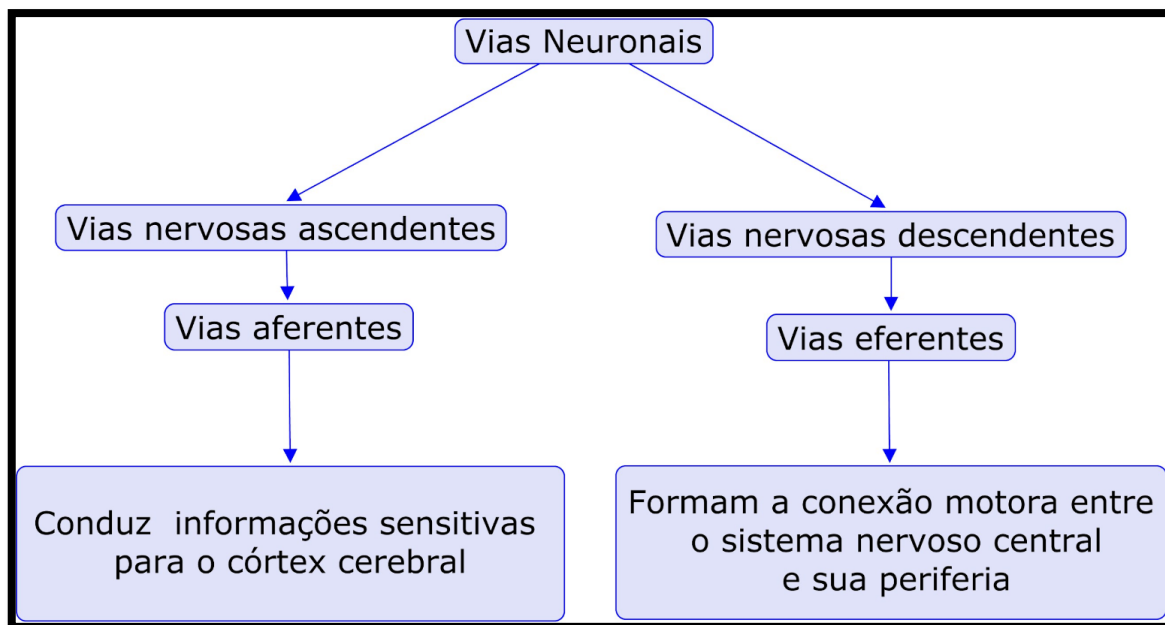 Vias Neuronais
Vias nervosas ascendentes
Vias nervosas descendentes
Vias aferentes
Vias eferentes
Conduz informações sensitivas
para o córtex cerebral
Formam a conexão motora entre
o sistema nervoso central
e sua periferia